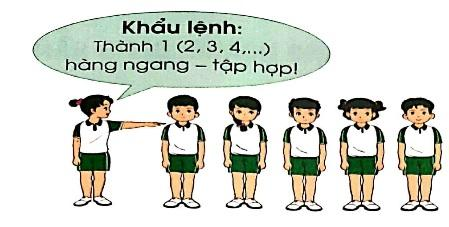 Khẩu lệnh:
Thành 1 (2, 3, 4,...)
hàng ngang – tập hợp!